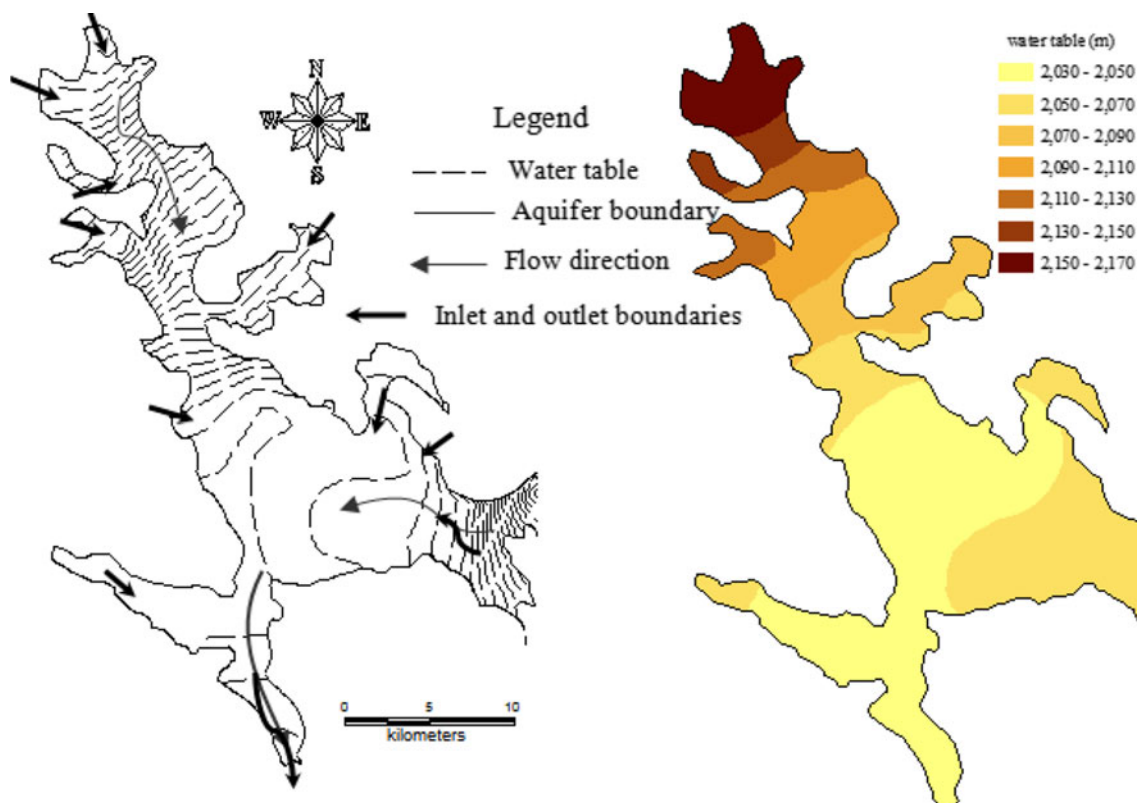 N
W E
S
Legend
Water table
Aquifer boundary
Flow direction
Inlet and outlet boundaries
0 5 10
kilometers
water table (m)
2,030 - 2,050
2,050 - 2,070
2,070 - 2,090
2,090 - 2,110
2,110 - 2,130
2,130 - 2,150
2,150 - 2,170